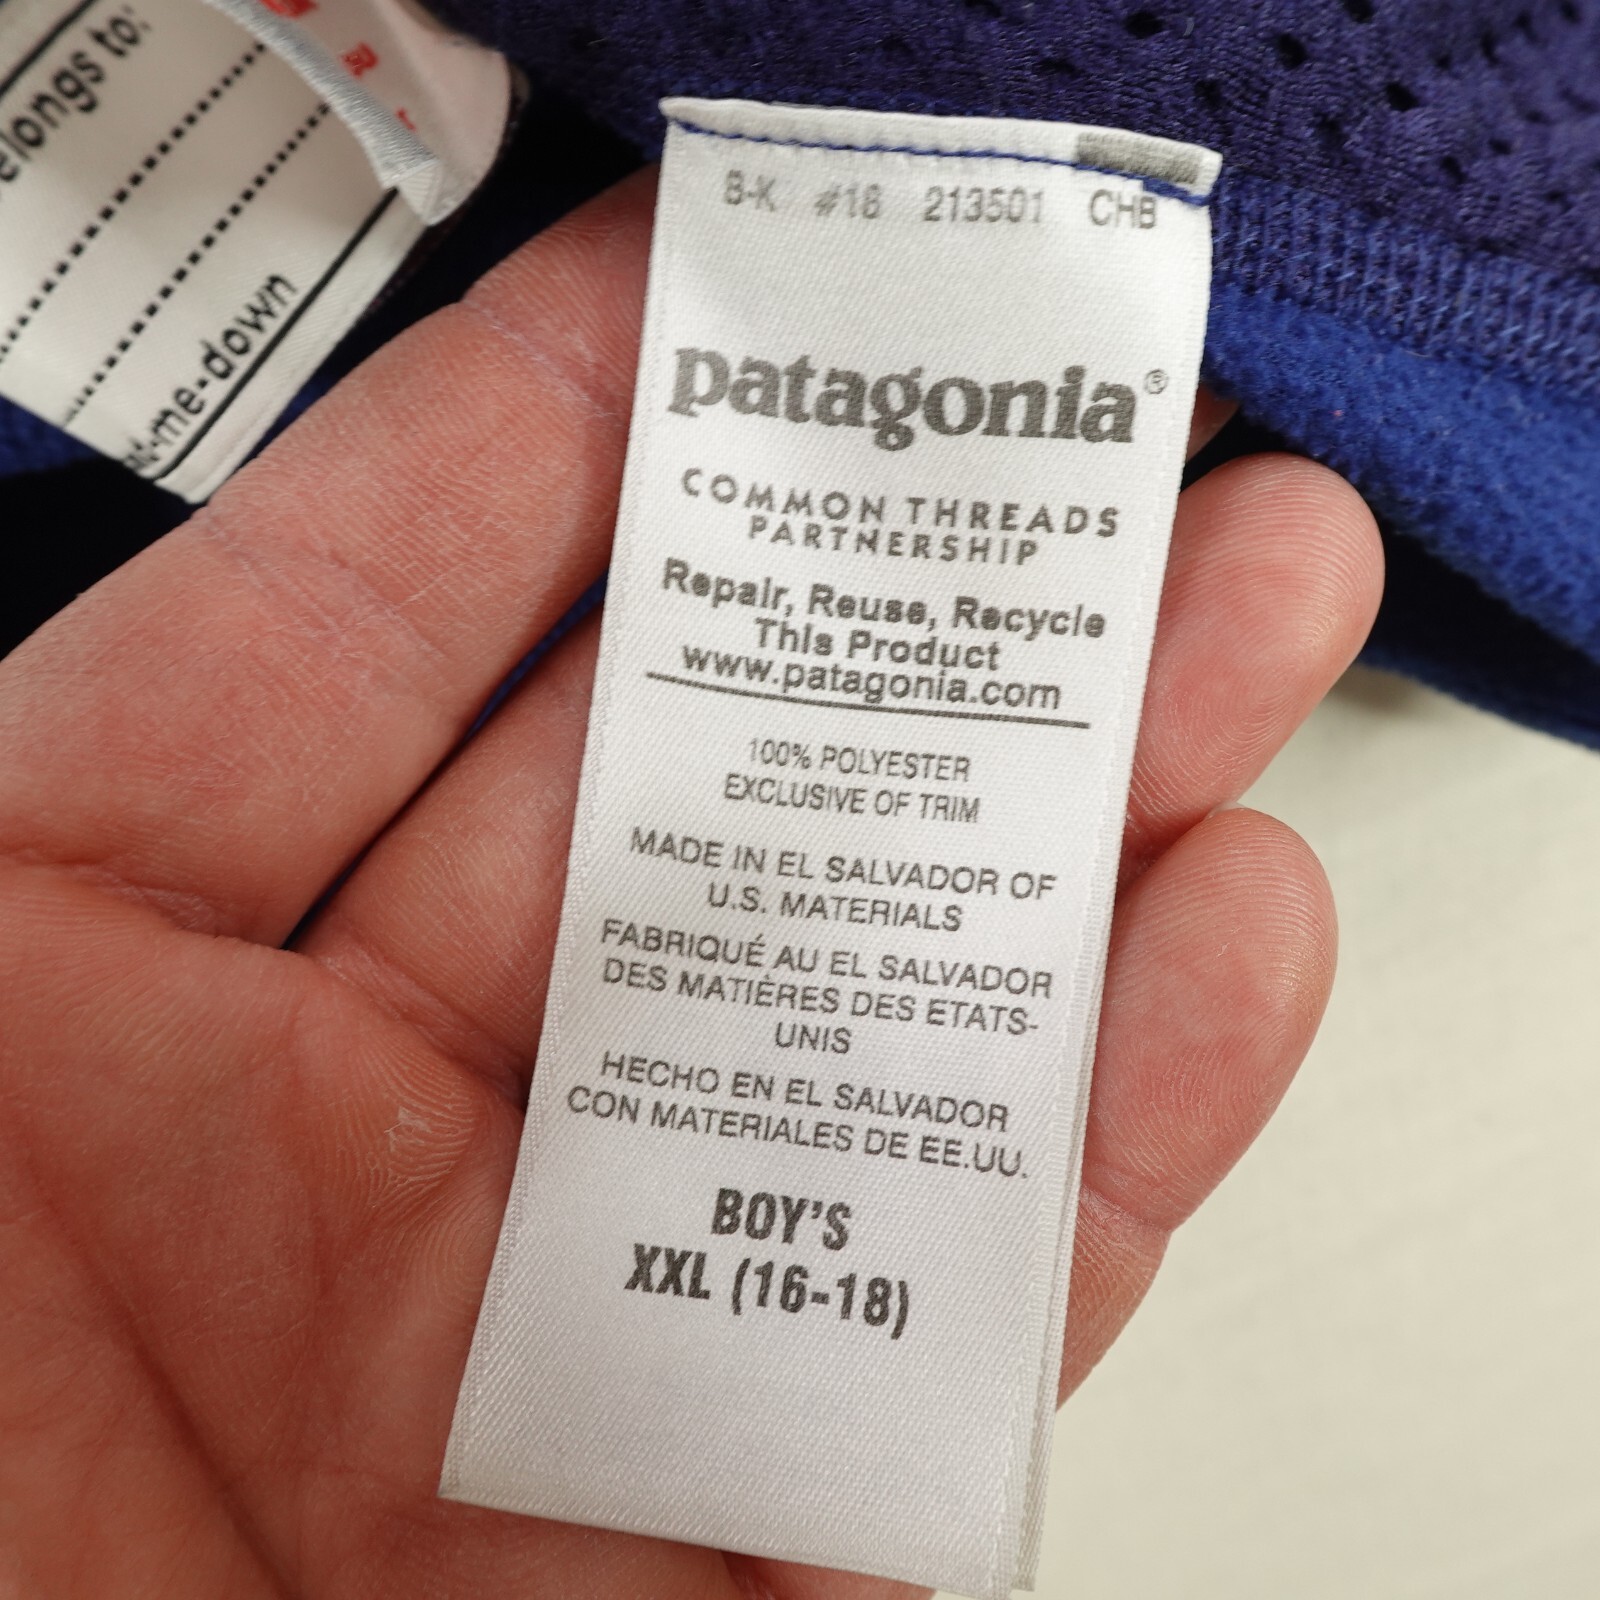 elongs to:
-me-down
B-K #18 213501 CHB
patagonia®
COMMON THREADS
PARTNERSHIP
Repair, Reuse, Recycle
This Product
www.patagonia.com
100% POLYESTER
EXCLUSIVE OF TRIM
MADE IN EL SALVADOR OF
U.S. MATERIALS
FABRIQUÉ AU EL SALVADOR
DES MATIÈRES DES ETATS-
UNIS
HECHO EN EL SALVADOR
CON MATERIALES DE EE.UU.
BOY'S
XXL (16-18)